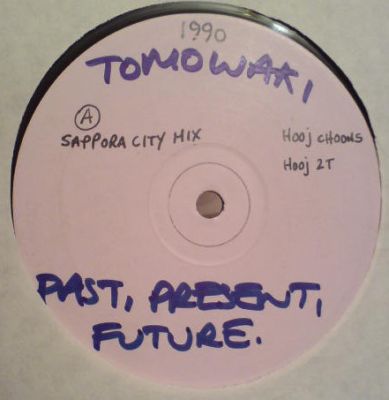 1990
TOMOWAKI
A
SAPPORA CITY MIX
Hooj CHOONS
Hooj 2T
PAST, PRESENT,
FUTURE.